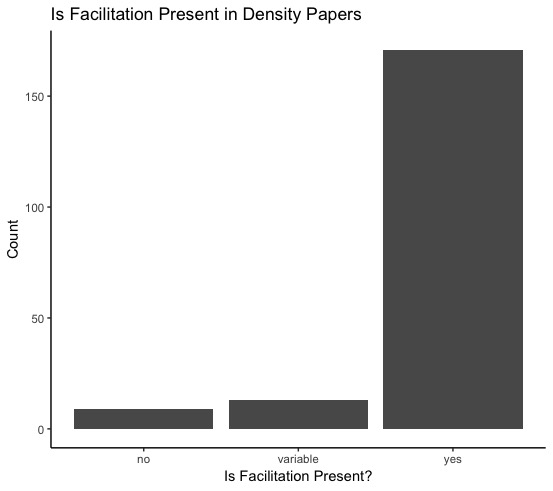 Is Facilitation Present in Density Papers
Count
150
100
50
0
no
variable
yes
Is Facilitation Present?